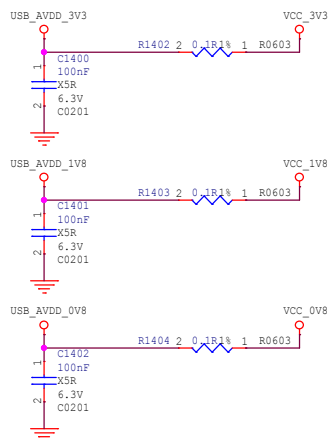 USB_AVDD_3V3 VCC_3V3
R1402 2 0.1R1% 1 R0603
1 C1400
100nF
X5R
2 6.3V
C0201
USB_AVDD_1V8 VCC_1V8
R1403 2 0.1R1% 1 R0603
1 C1401
100nF
X5R
2 6.3V
C0201
USB_AVDD_0V8 VCC_0V8
R1404 2 0.1R1% 1 R0603
1 C1402
100nF
X5R
2 6.3V
C0201